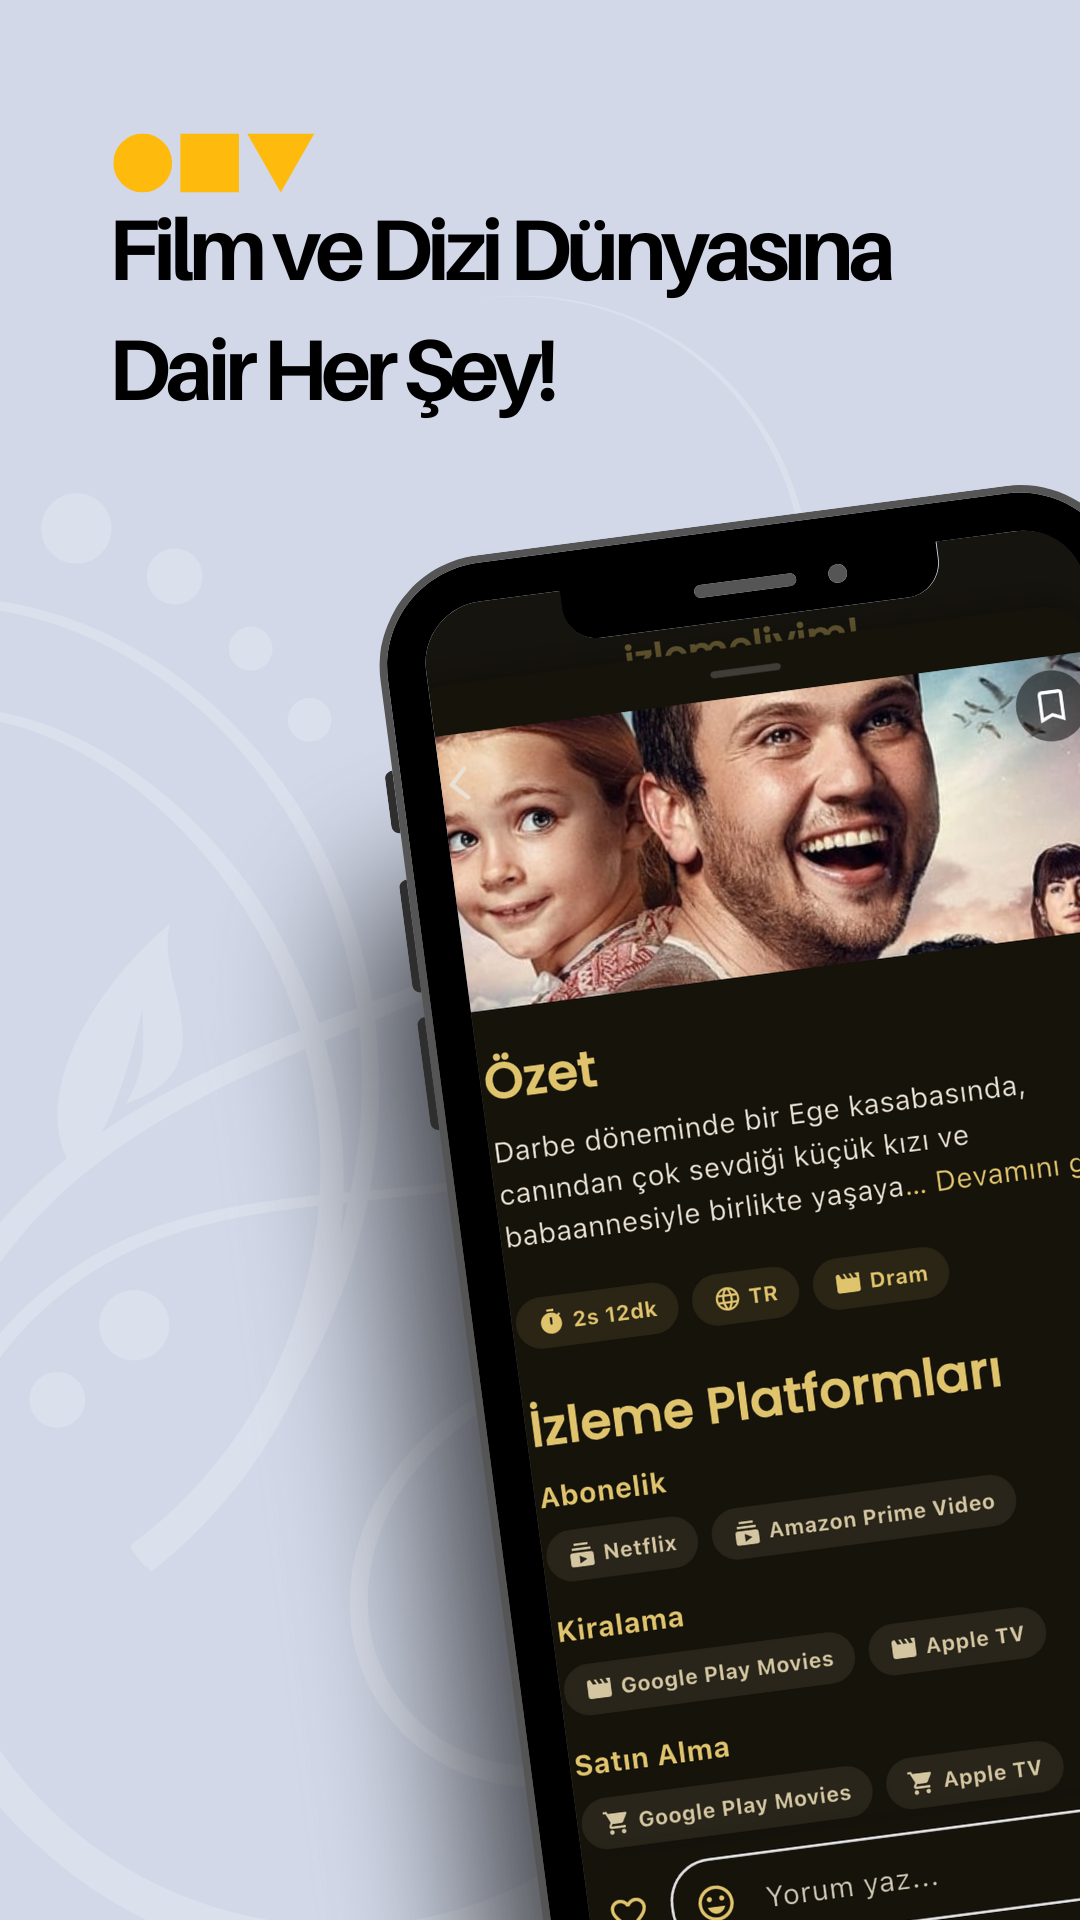 Film ve Dizi Dünyasına
Dair Her Şey!
izlemeliyim!
Özet
Darbe döneminde bir Ege kasabasında,
canından çok sevdiği küçük kızı ve
babaannesiyle birlikte yaşaya... Devamını
2s 12dk
TR
Dram
İzleme Platformları
Abonelik
Netflix
Amazon Prime Video
Kiralama
Google Play Movies
Apple TV
Satın Alma
Google Play Movies
Apple TV
Yorum yaz...